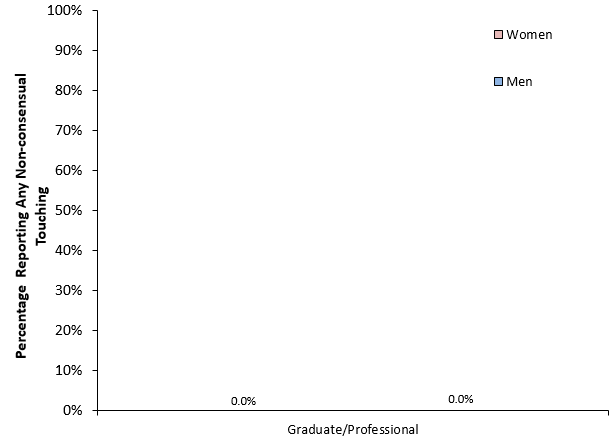 Percentage Reporting Any Non-consensual
Touching
100%
90%
80%
70%
60%
50%
40%
30%
20%
10%
0%
Women
Men
0.0%
0.0%
Graduate/Professional